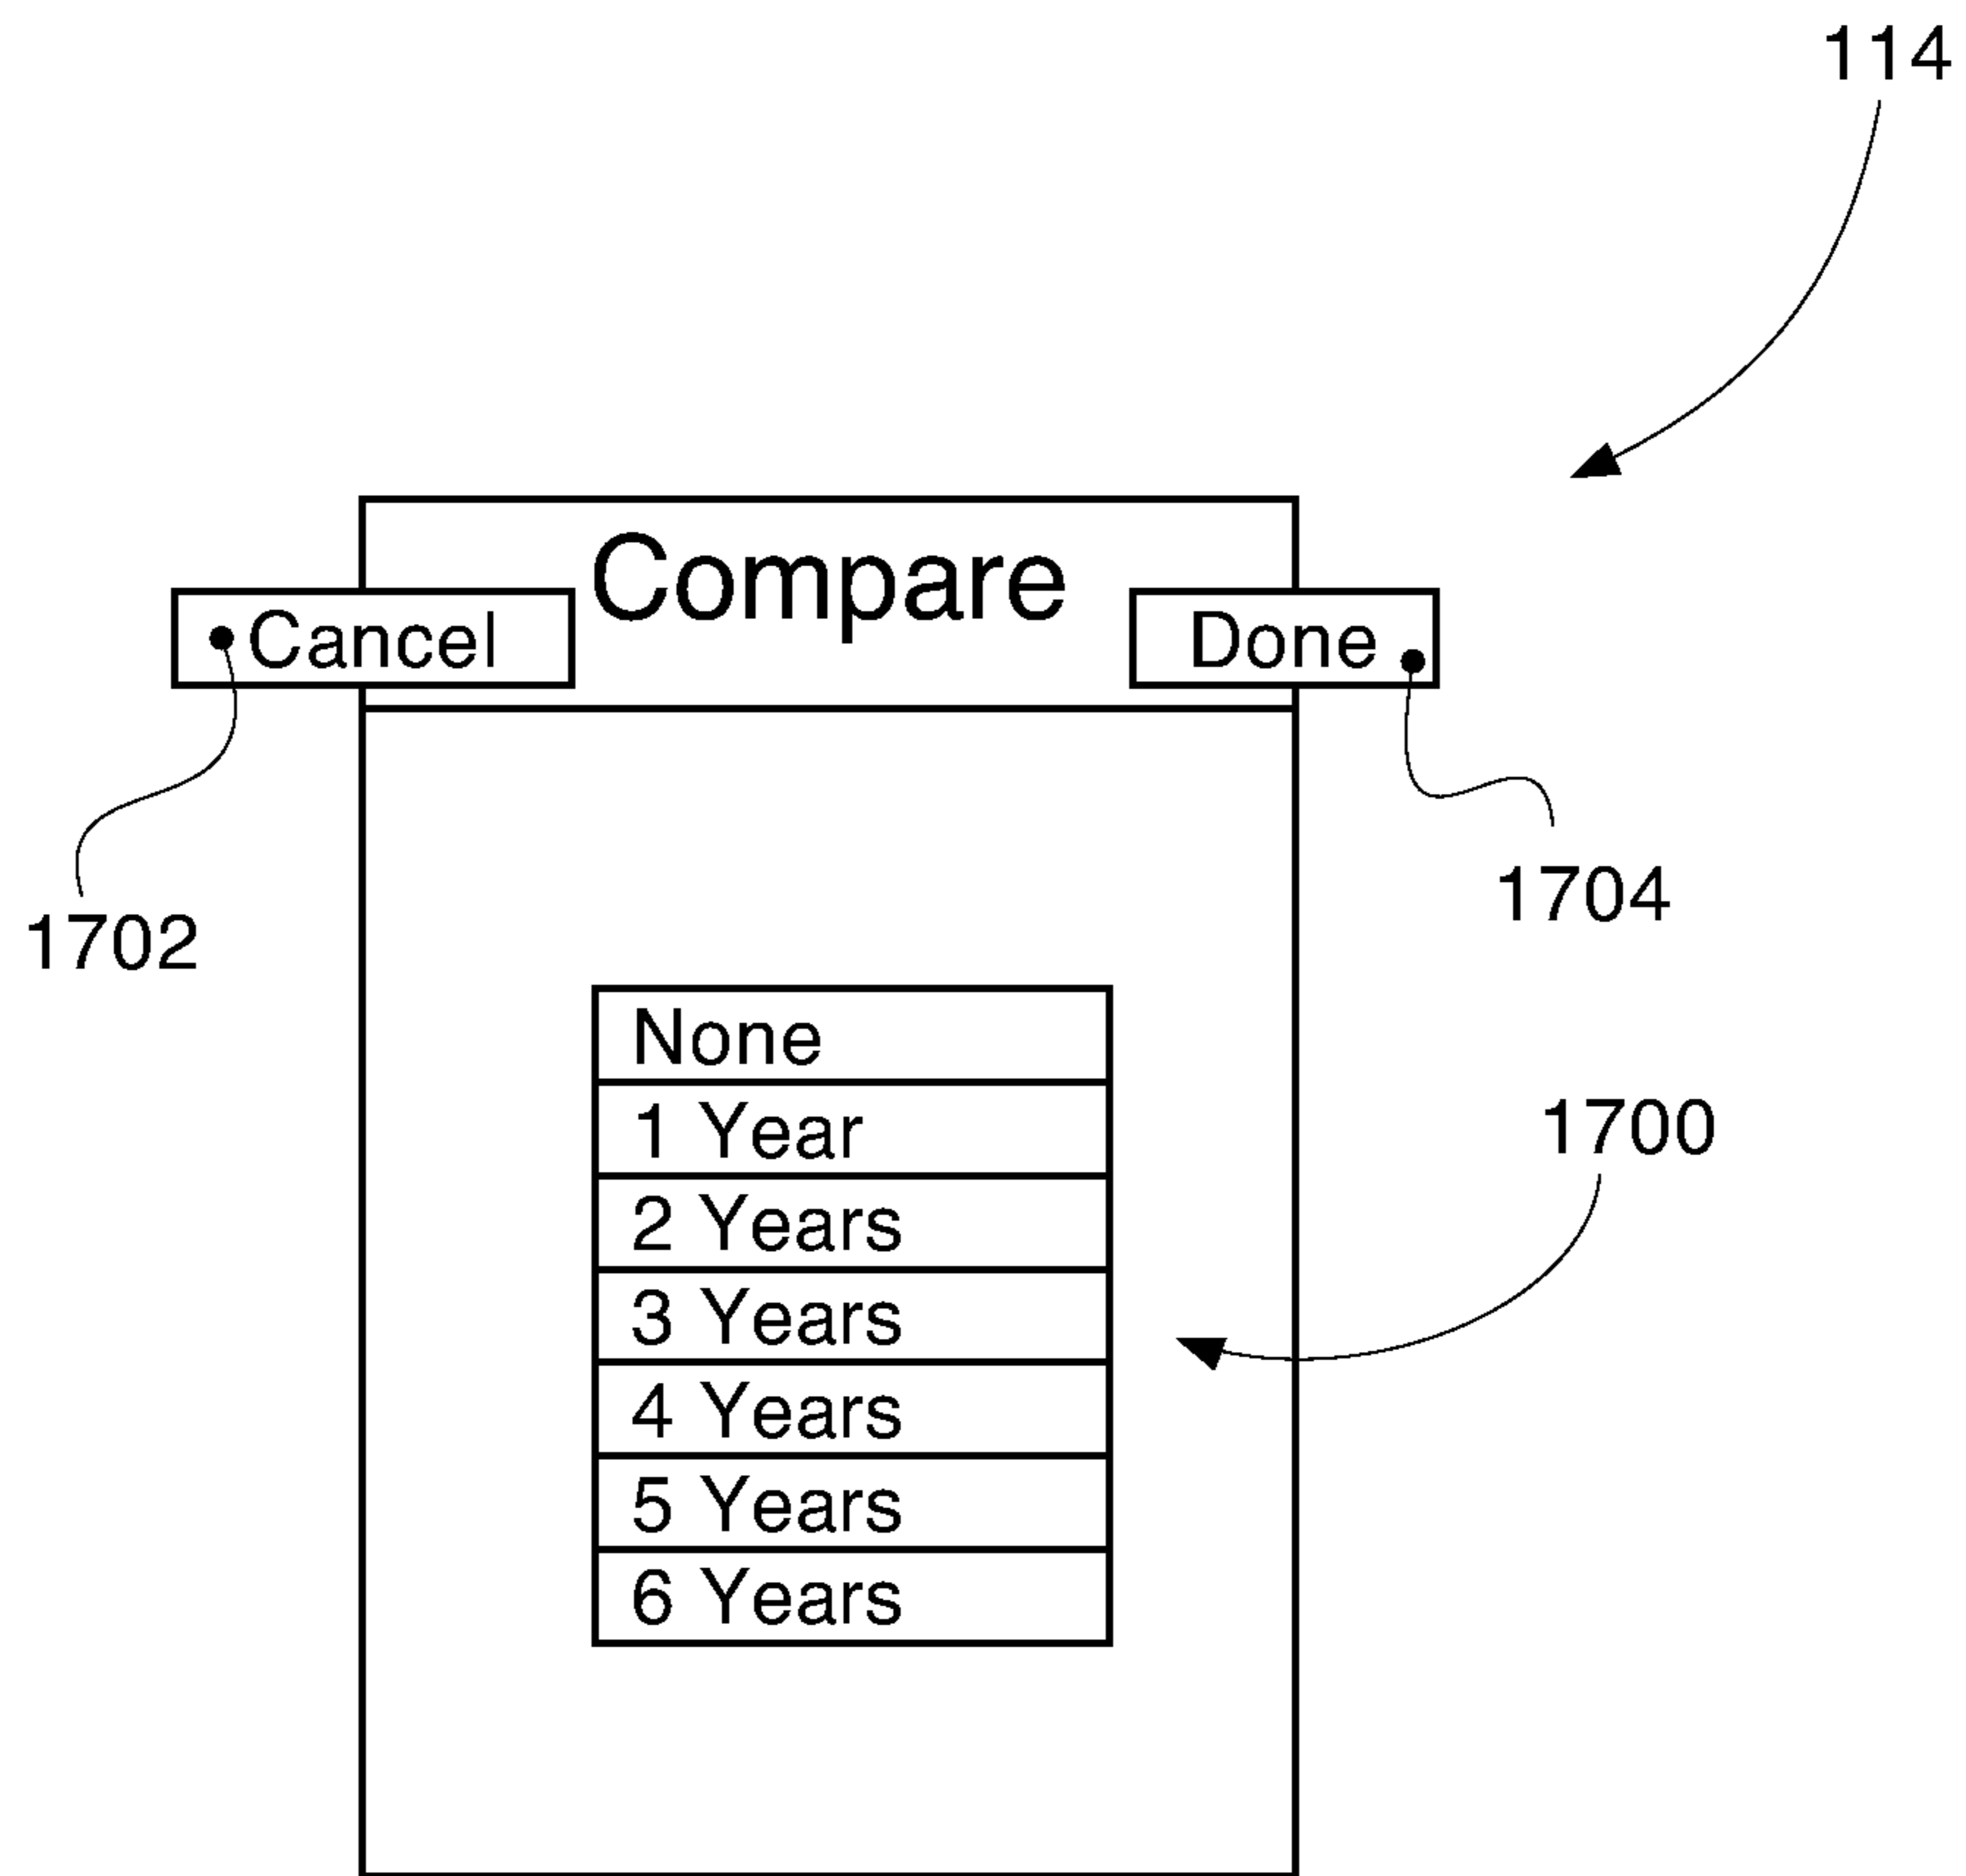 114
Compare
Cancel
Done
1702
1704
None
1 Year
1700
2 Years
3 Years
4 Years
5 Years
6 Years